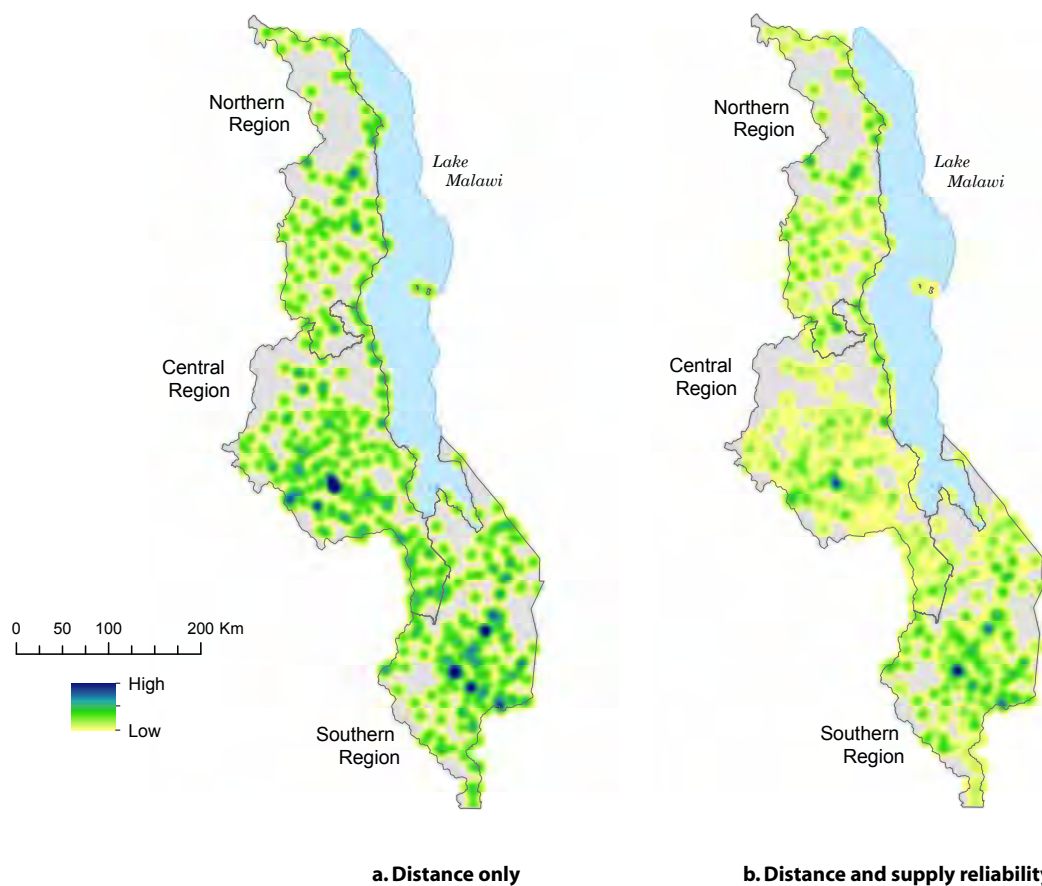 Northern
Region
Lake
Malawi
Central
Region
0 50 100 200 Km
High
Low
Southern
Region
a. Distance only
Northern
Region
Lake
Malawi
Central
Region
Southern
Region
b. Distance and supply reliability